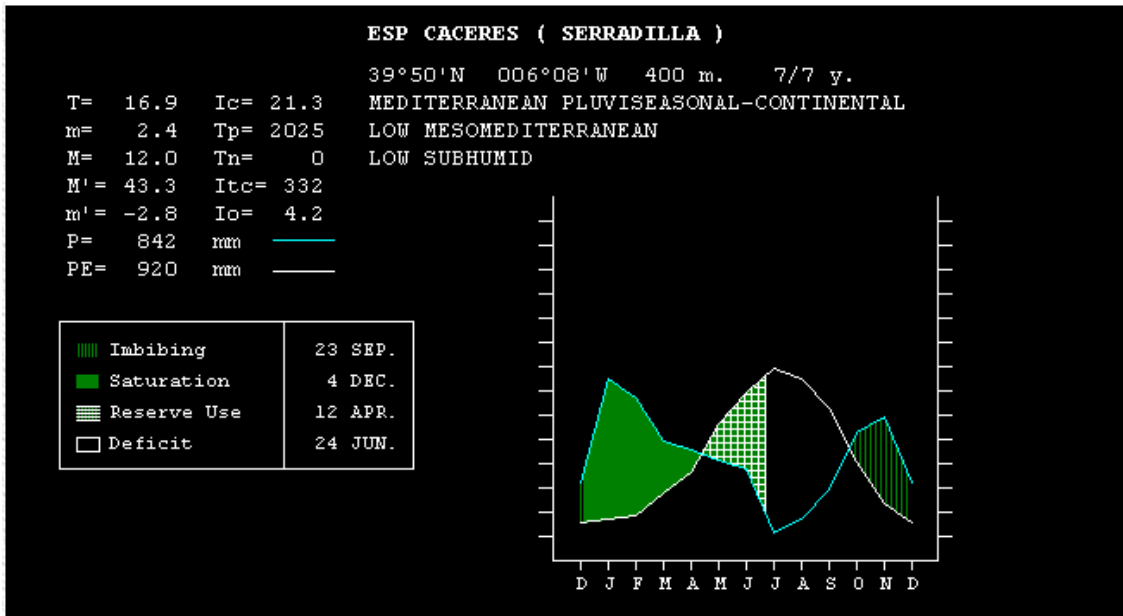 ESP CACERES ( SERRADILLA )
39°50'N 006°08'W 400 m. 7/7 y.
T= 16.9 Ic= 21.3 MEDITERRANEAN PLUVISEASONAL-CONTINENTAL
m= 2.4 Tp= 2025 LOW MESOMEDITERRANEAN
M= 12.0 Tn= 0 LOW SUBHUMID
M'= 43.3 Itc= 332
m'= -2.8 Io= 4.2
P= 842 mm
PE= 920 mm
Imbibing 23 SEP.
Saturation 4 DEC.
Reserve Use 12 APR.
Deficit 24 JUN.
D J F M A M J J A S O N D